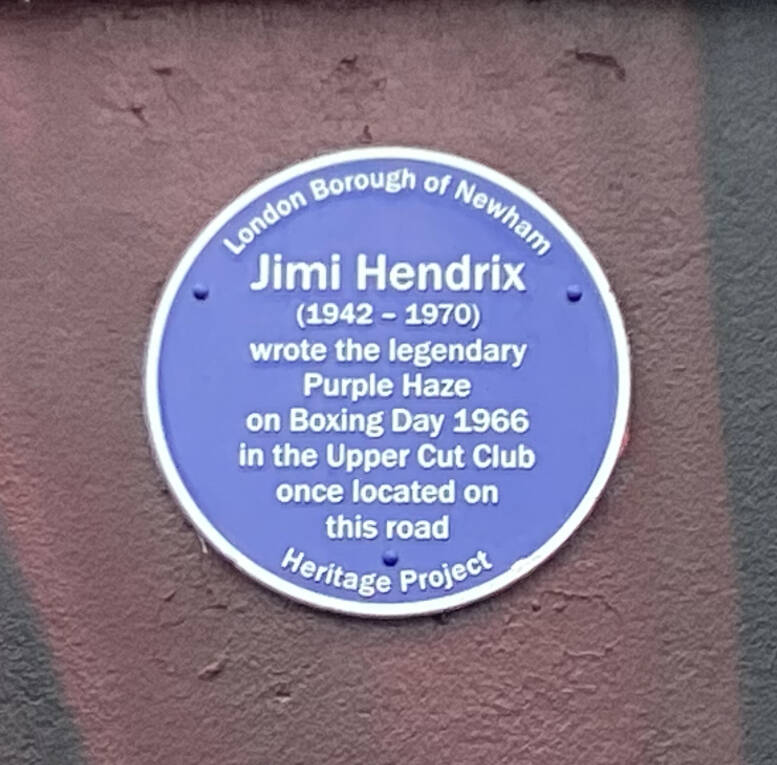 London Borough of Newham
Jimi Hendrix
(1942 – 1970)
wrote the legendary
Purple Haze
on Boxing Day 1966
in the Upper Cut Club
once located on
this road
Heritage Project